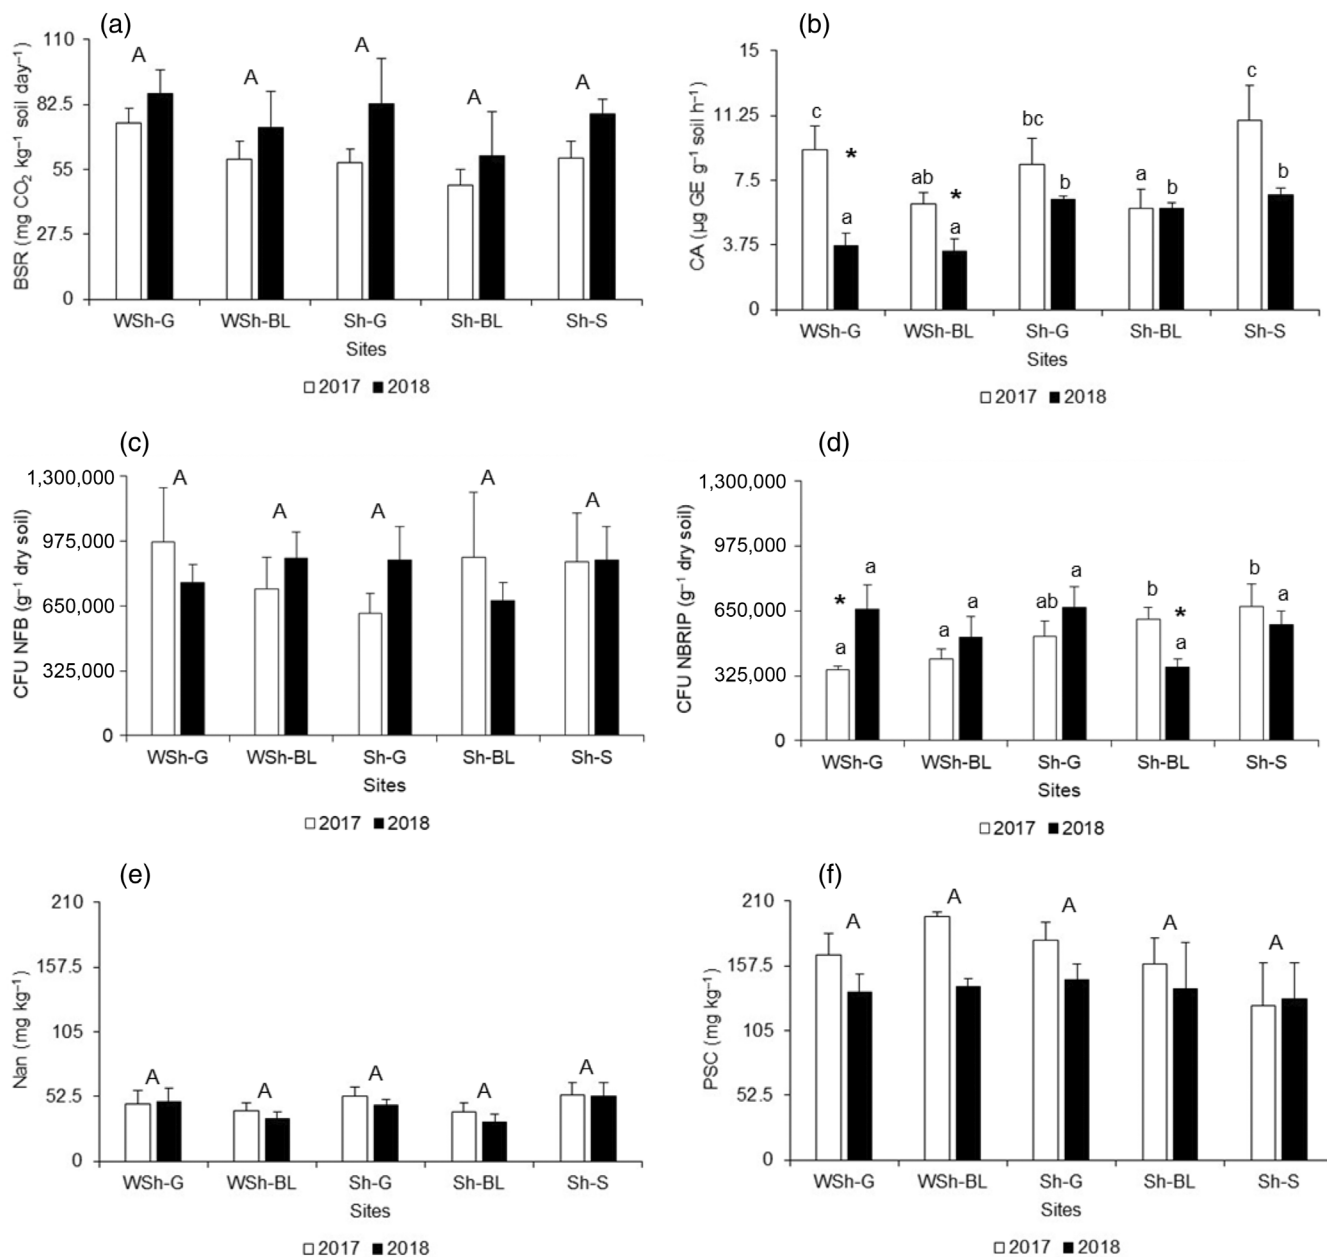 (a)
BSR (mg CO₂ kg⁻¹ soil day⁻¹)
110
82.5
55
27.5
0
A A A A A
WSh-G WSh-BL Sh-G Sh-BL Sh-S
Sites
2017 2018
(b)
CA (µg GE g⁻¹ soil h⁻¹)
15
11.25
7.5
3.75
0
c * a ab * a bc b a b c b
WSh-G WSh-BL Sh-G Sh-BL Sh-S
Sites
2017 2018
(c)
CFU NFB (g⁻¹ dry soil)
1,300,000
975,000
650,000
325,000
0
A A A A A
WSh-G WSh-BL Sh-G Sh-BL Sh-S
Sites
2017 2018
(d)
CFU NBRIP (g⁻¹ dry soil)
1,300,000
975,000
650,000
325,000
0
* a a a a ab a b * a b a
WSh-G WSh-BL Sh-G Sh-BL Sh-S
Sites
2017 2018
(e)
Nan (mg kg⁻¹)
210
157.5
105
52.5
0
A A A A A
WSh-G WSh-BL Sh-G Sh-BL Sh-S
Sites
2017 2018
(f)
PSC (mg kg⁻¹)
210
157.5
105
52.5
0
A A A A A
WSh-G WSh-BL Sh-G Sh-BL Sh-S
Sites
2017 2018